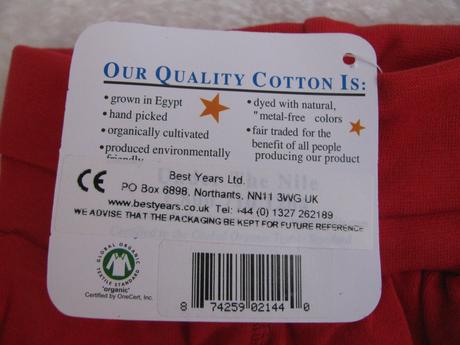 OUR QUALITY COTTON IS:
• grown in Egypt
• hand picked
• organically cultivated
• produced environmentally
friendly
• dyed with natural,
"metal-free colors
• fair traded for the
benefit of all people
producing our product
the Nile
CE
Best Years Ltd.
PO Box 6898, Northants, NN11 3WG UK
www.bestyears.co.uk Tel: +44 (0) 1327 262189
WE ADVISE THAT THE PACKAGING BE KEPT FOR FUTURE REFERENCE
GLOBAL ORGANIC
TEXTILE STANDARD
"organic"
Certified by OneCert, Inc.
8 74259 02144 0